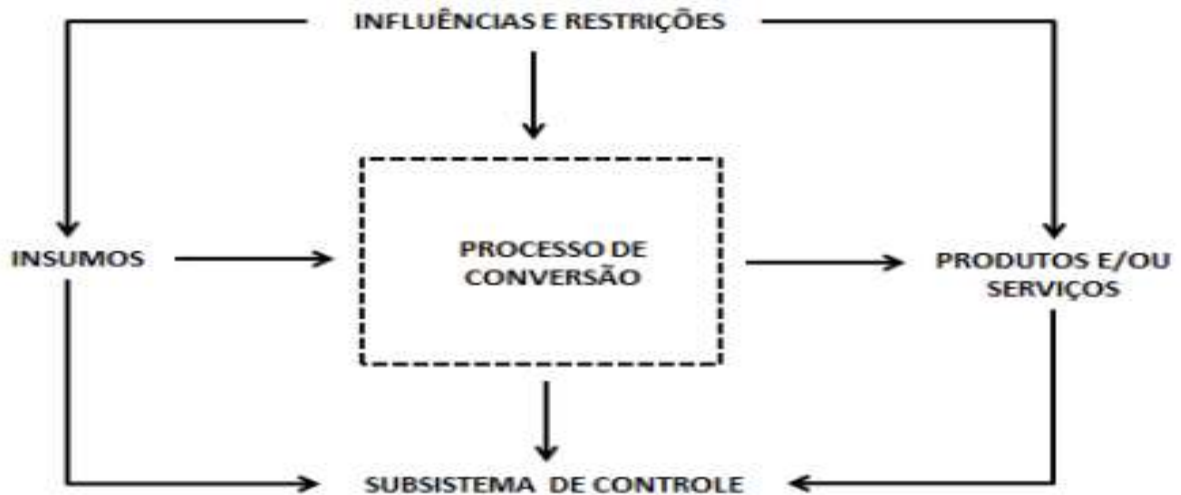 INFLUÊNCIAS E RESTRIÇÕES
INSUMOS
PROCESSO DE
CONVERSÃO
PRODUTOS E/OU
SERVIÇOS
SUBSISTEMA DE CONTROLE